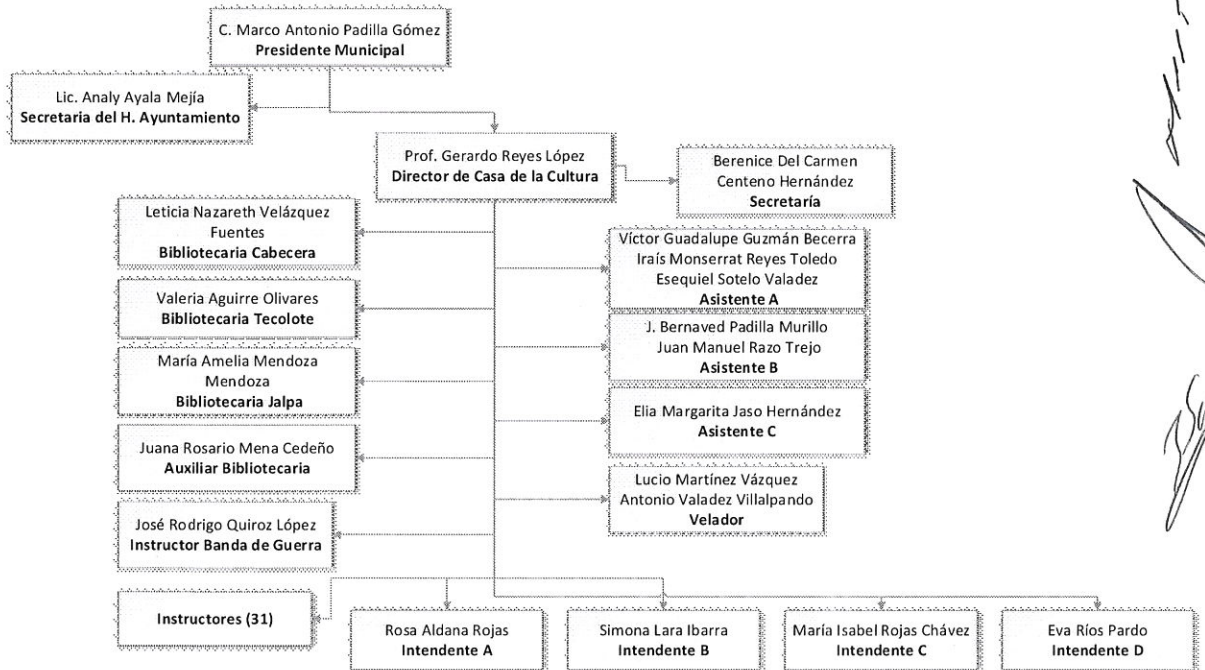 C. Marco Antonio Padilla Gómez
Presidente Municipal
Lic. Analy Ayala Mejía
Secretaria del H. Ayuntamiento
Prof. Gerardo Reyes López
Director de Casa de la Cultura
Berenice Del Carmen
Centeno Hernández
Secretaría
Leticia Nazareth Velázquez
Fuentes
Bibliotecaria Cabecera
Valeria Aguirre Olivares
Bibliotecaria Tecolote
María Amelia Mendoza
Mendoza
Bibliotecaria Jalpa
Juana Rosario Mena Cedeño
Auxiliar Bibliotecaria
José Rodrigo Quiroz López
Instructor Banda de Guerra
Instructores (31)
Víctor Guadalupe Guzmán Becerra
Iraís Monserrat Reyes Toledo
Esequiel Sotelo Valadez
Asistente A
J. Bernaved Padilla Murillo
Juan Manuel Razo Trejo
Asistente B
Elia Margarita Jaso Hernández
Asistente C
Lucio Martínez Vázquez
Antonio Valadez Villalpando
Velador
Rosa Aldana Rojas
Intendente A
Simona Lara Ibarra
Intendente B
María Isabel Rojas Chávez
Intendente C
Eva Ríos Pardo
Intendente D